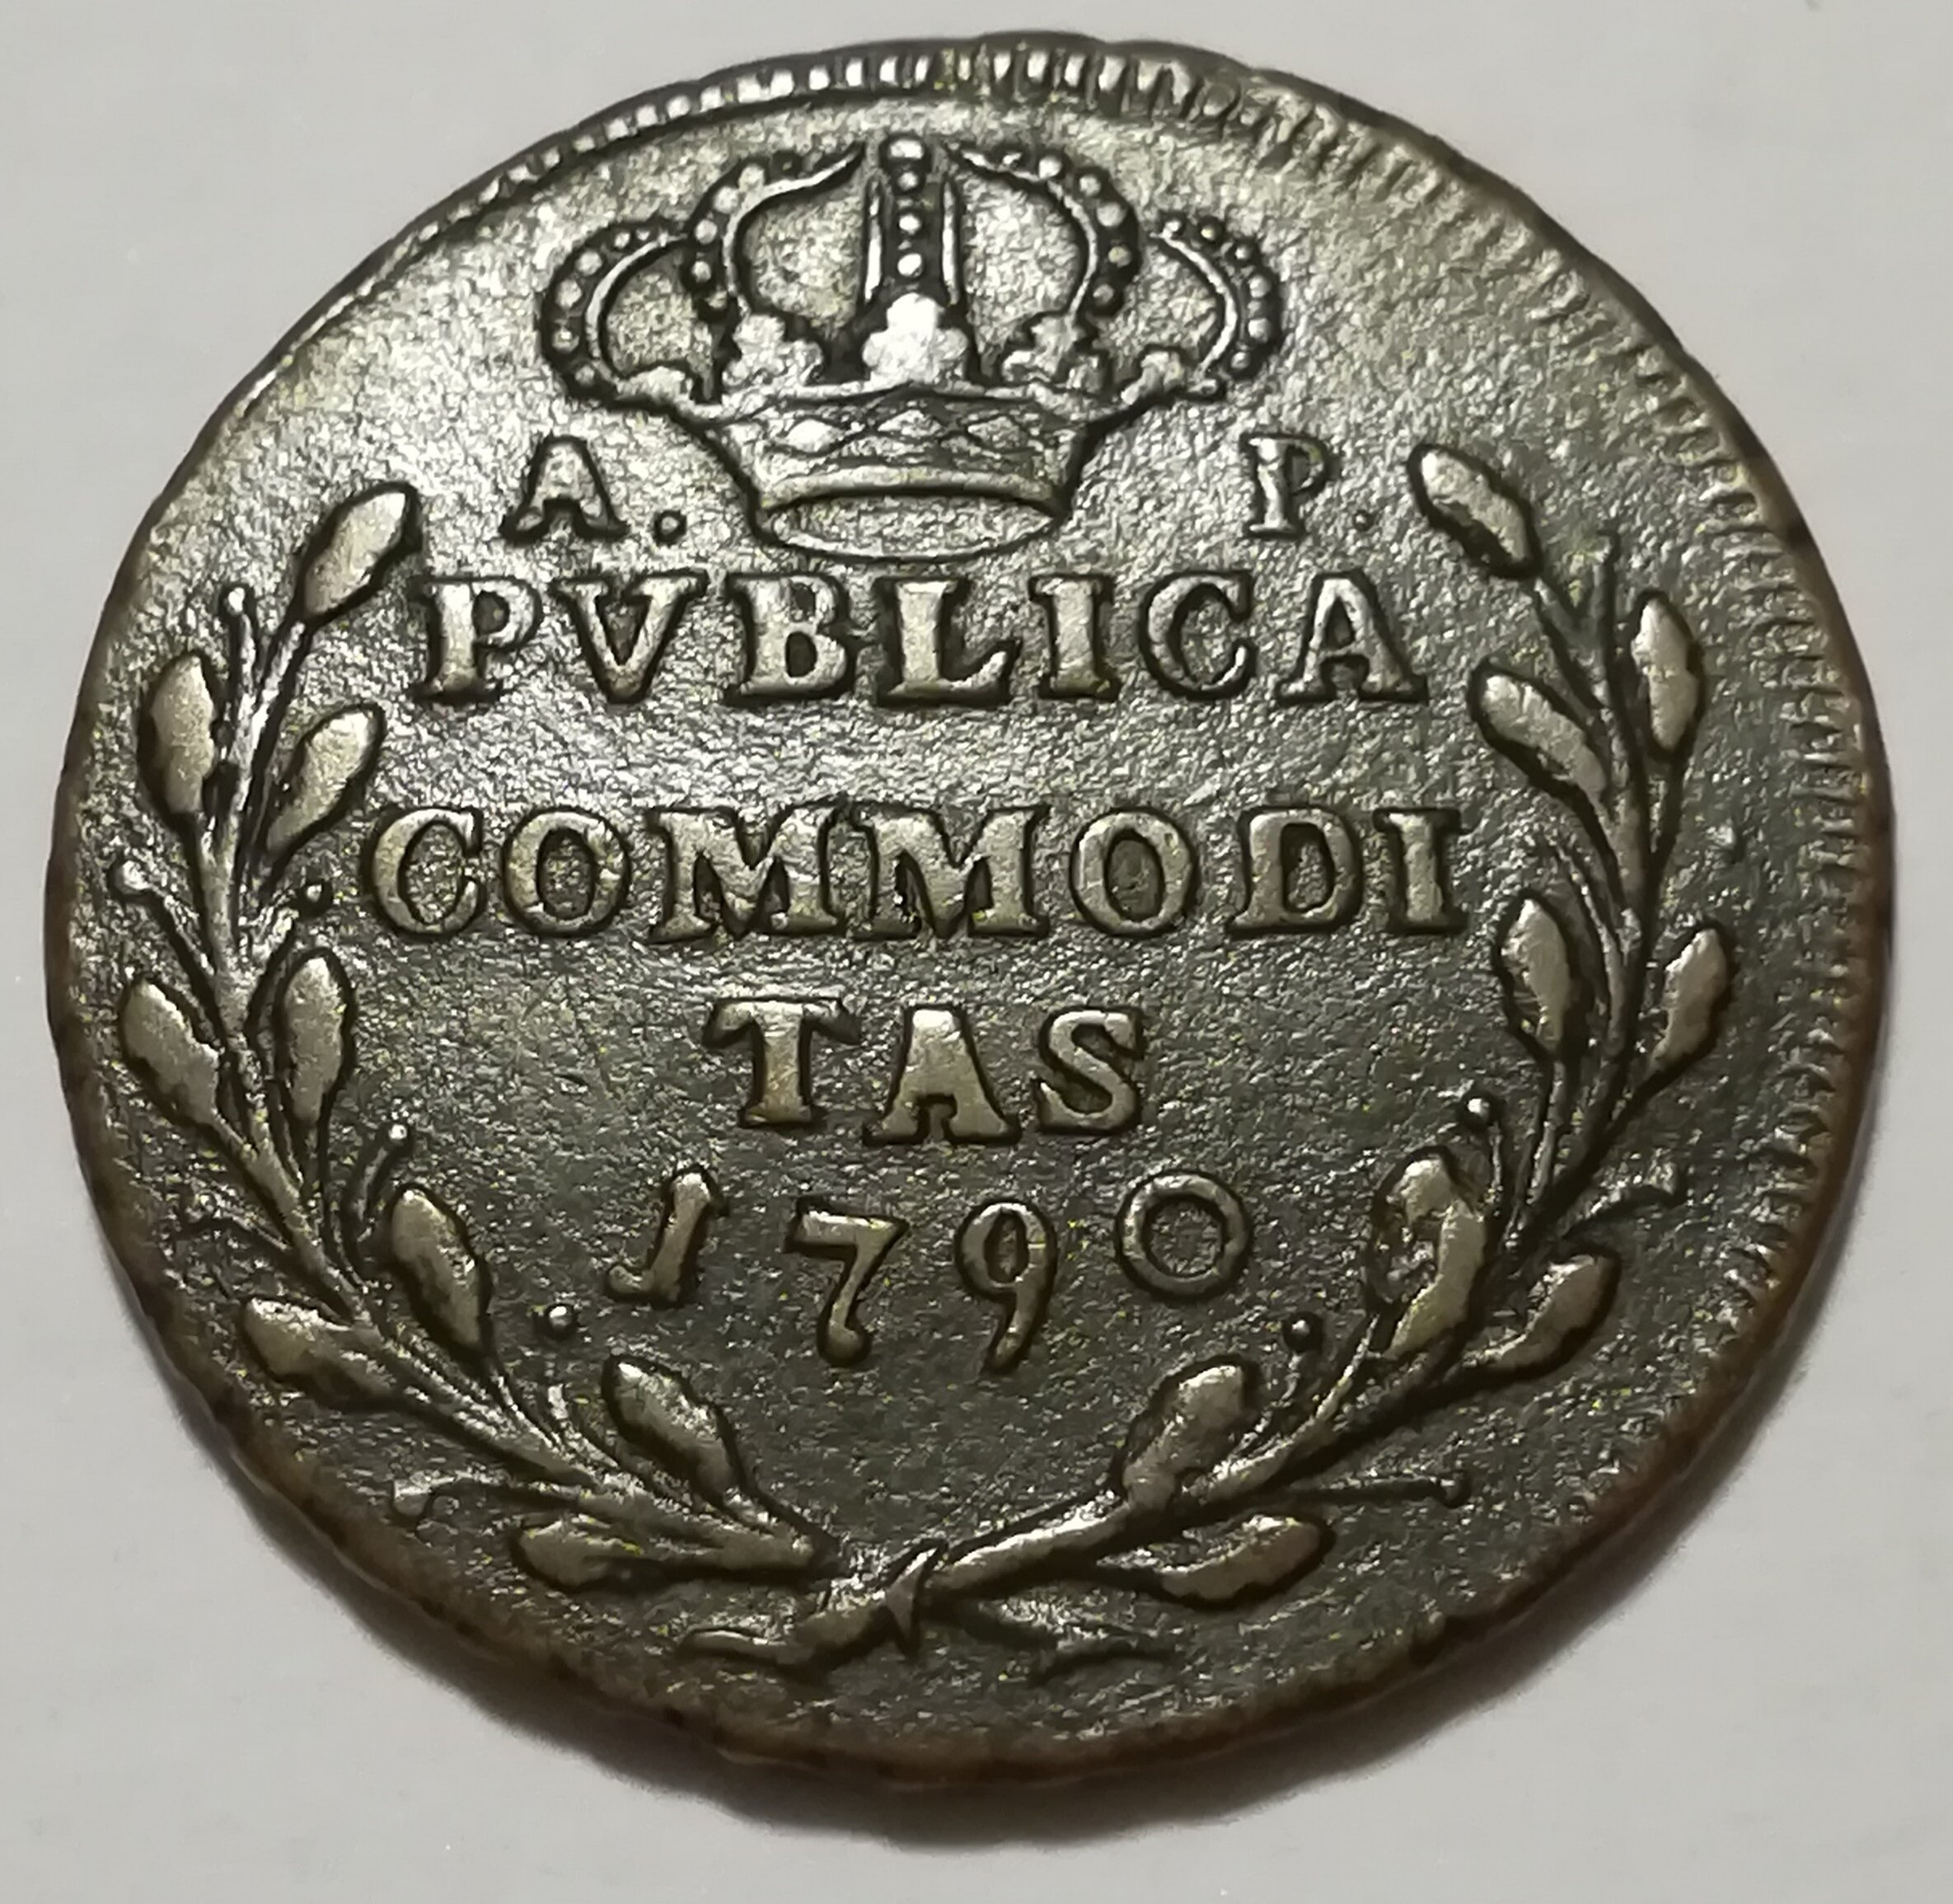 A. P.
PVBLICA
COMMODI
TAS
1790